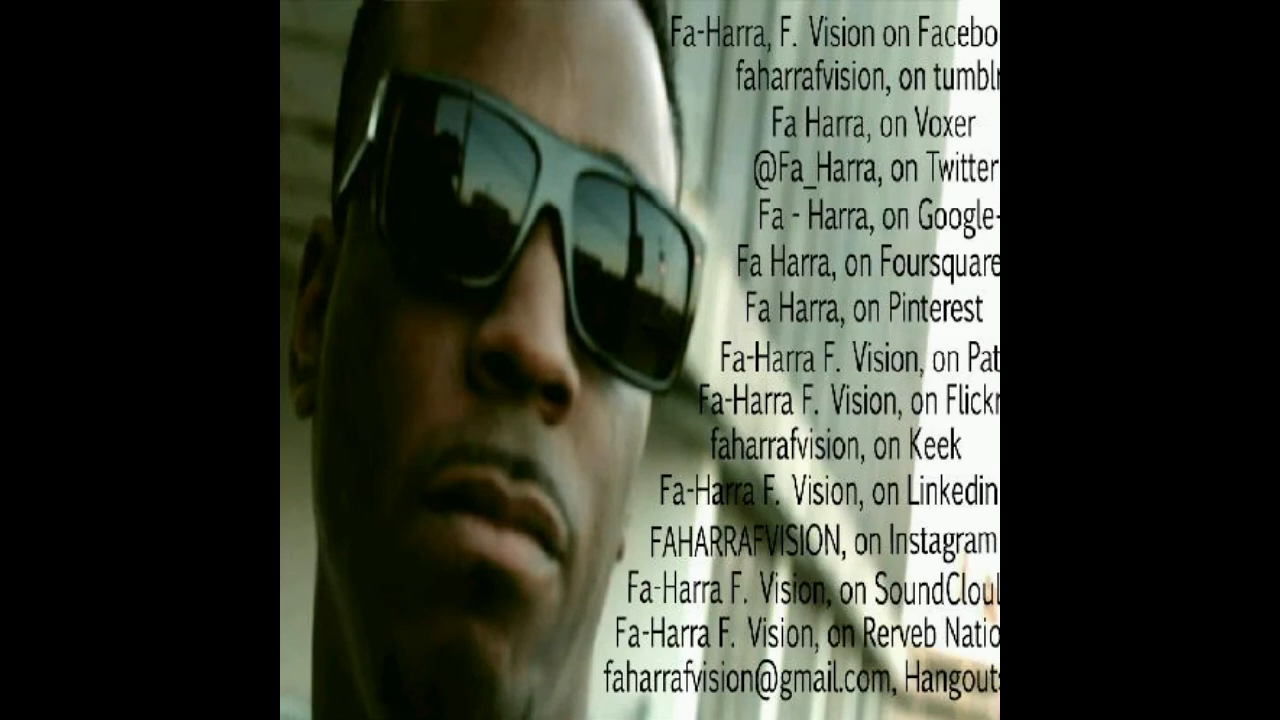 Fa-Harra, F. Vision on Facebo
faharrafvision, on tumblr
Fa Harra, on Voxer
@Fa_Harra, on Twitter
Fa - Harra, on Google-
Fa Harra, on Foursquare
Fa Harra, on Pinterest
Fa-Harra F. Vision, on Pat
Fa-Harra F. Vision, on Flickr
faharrafvision, on Keek
Fa-Harra F. Vision, on Linkedin
FAHARRAFVISION, on Instagram
Fa-Harra F. Vision, on SoundClou
Fa-Harra F. Vision, on Rerveb Natio
faharrafvision@gmail.com, Hangouts